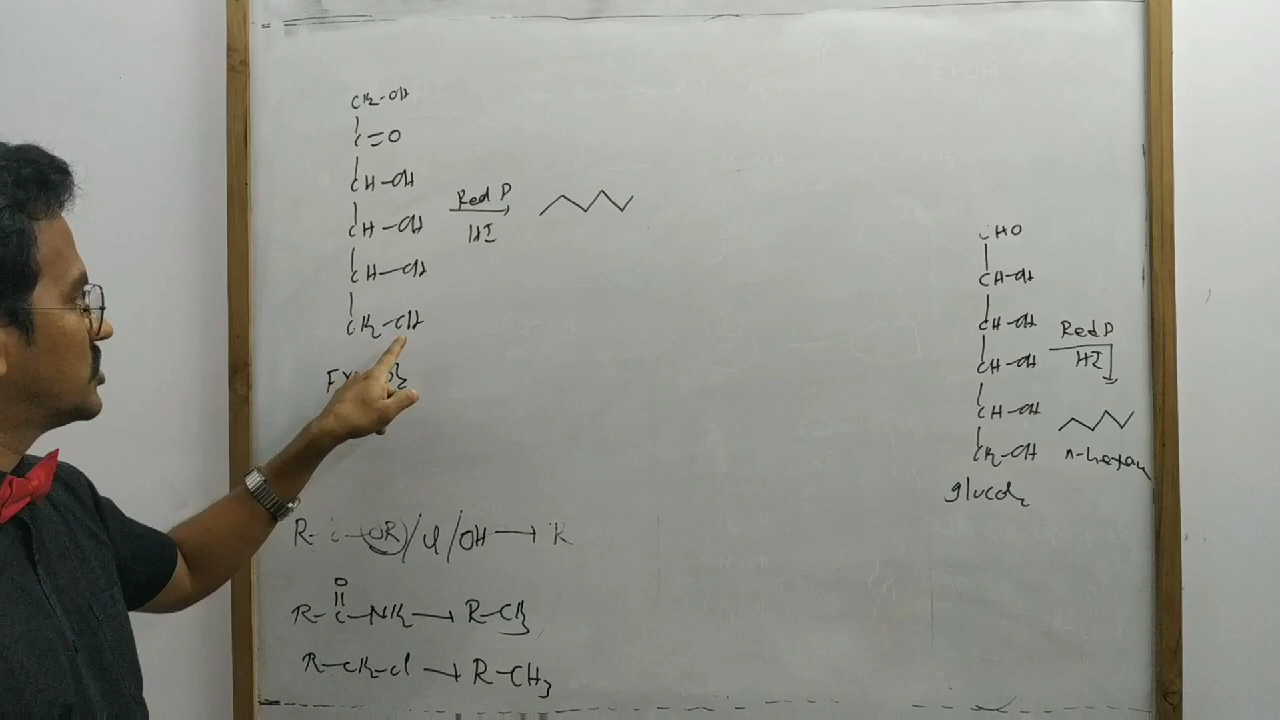 CH2-OH
C=O
CH-OH
CH-OH
CH-OH
CH2-OH
Red P
HI
CHO
CH-OH
CH-OH
CH-OH
CH-OH
CH2-OH
glucose
Red P
HI
n-hexane
R-C-OR/Cl/OH → R
O
R-C-NH2 → R-CH3
R-CH2-Cl → R-CH3